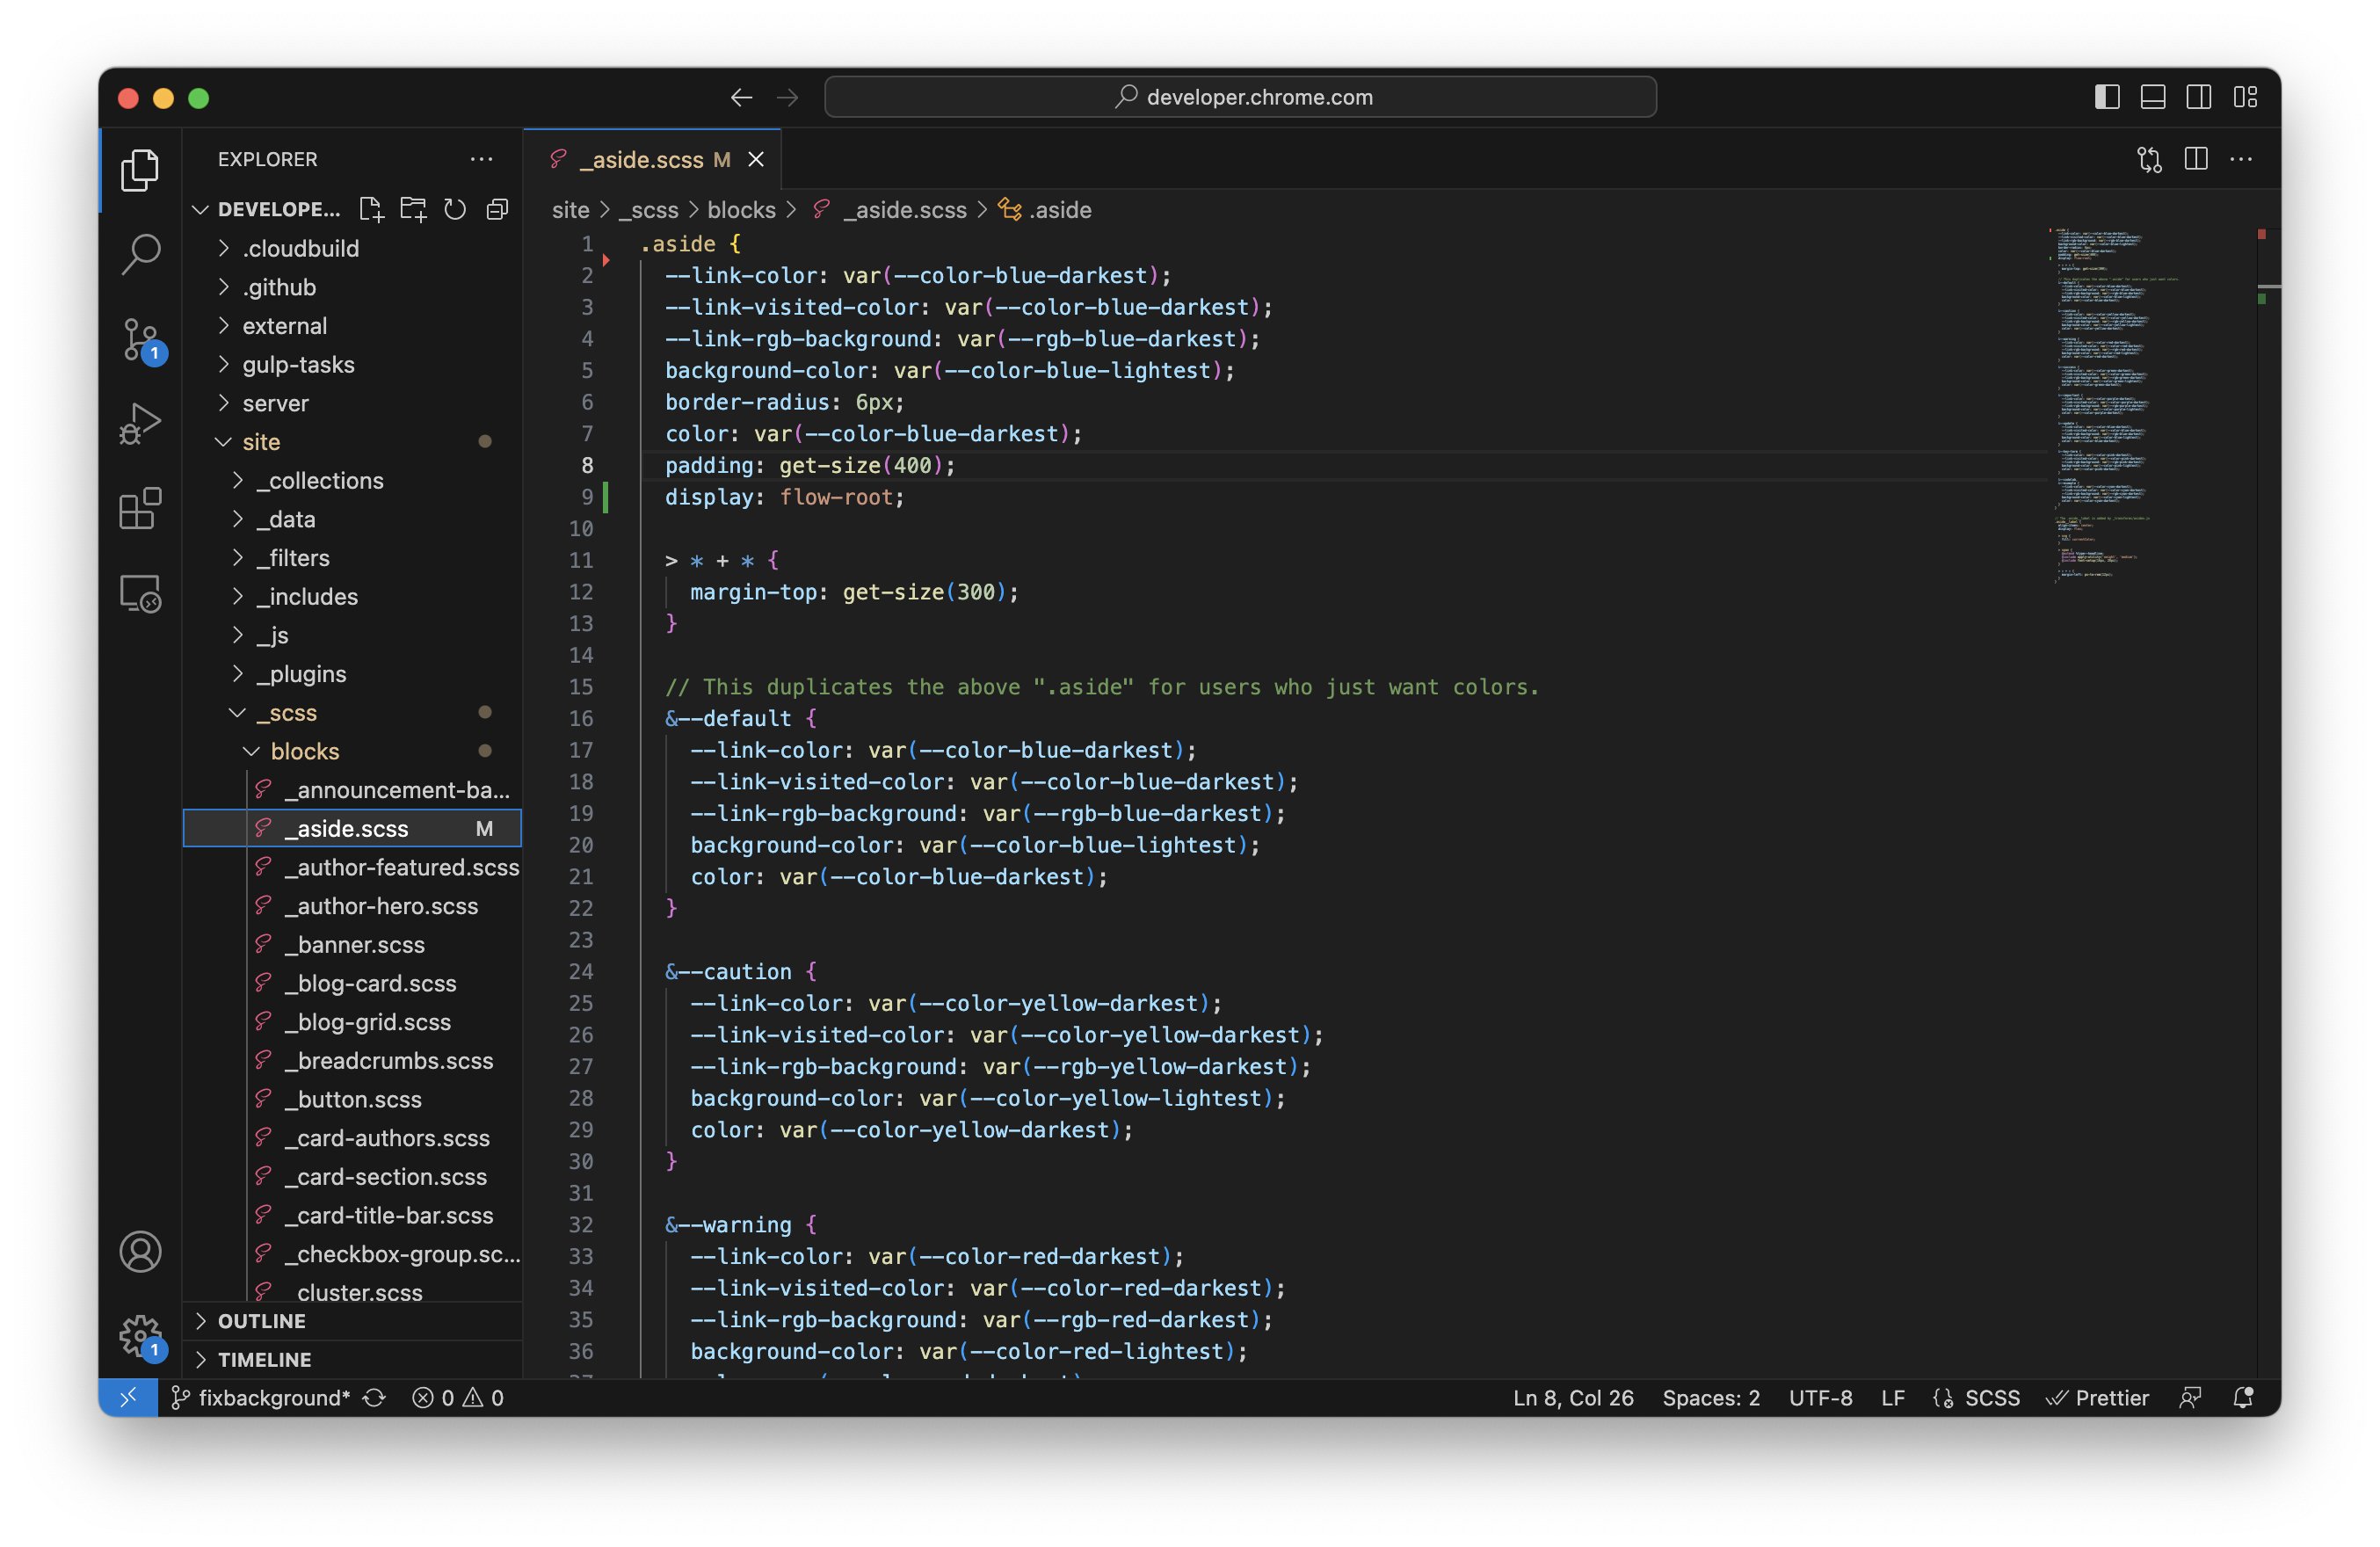 developer.chrome.com
EXPLORER
DEVELOPE...
.cloudbuild
.github
external
gulp-tasks
server
site
_collections
_data
_filters
_includes
_js
_plugins
_scss
blocks
_announcement-ba...
_aside.scss M
_author-featured.scss
_author-hero.scss
_banner.scss
_blog-card.scss
_blog-grid.scss
_breadcrumbs.scss
_button.scss
_card-authors.scss
_card-section.scss
_card-title-bar.scss
_checkbox-group.sc...
_cluster.scss
OUTLINE
TIMELINE
1
1
_aside.scss M
site > _scss > blocks > _aside.scss > .aside
1 .aside {
2 --link-color: var(--color-blue-darkest);
3 --link-visited-color: var(--color-blue-darkest);
4 --link-rgb-background: var(--rgb-blue-darkest);
5 background-color: var(--color-blue-lightest);
6 border-radius: 6px;
7 color: var(--color-blue-darkest);
8 padding: get-size(400);
9 display: flow-root;
10
11 > * + * {
12 margin-top: get-size(300);
13 }
14
15 // This duplicates the above ".aside" for users who just want colors.
16 &--default {
17 --link-color: var(--color-blue-darkest);
18 --link-visited-color: var(--color-blue-darkest);
19 --link-rgb-background: var(--rgb-blue-darkest);
20 background-color: var(--color-blue-lightest);
21 color: var(--color-blue-darkest);
22 }
23
24 &--caution {
25 --link-color: var(--color-yellow-darkest);
26 --link-visited-color: var(--color-yellow-darkest);
27 --link-rgb-background: var(--rgb-yellow-darkest);
28 background-color: var(--color-yellow-lightest);
29 color: var(--color-yellow-darkest);
30 }
31
32 &--warning {
33 --link-color: var(--color-red-darkest);
34 --link-visited-color: var(--color-red-darkest);
35 --link-rgb-background: var(--rgb-red-darkest);
36 background-color: var(--color-red-lightest);
fixbackground* 0 0 Ln 8, Col 26 Spaces: 2 UTF-8 LF SCSS Prettier